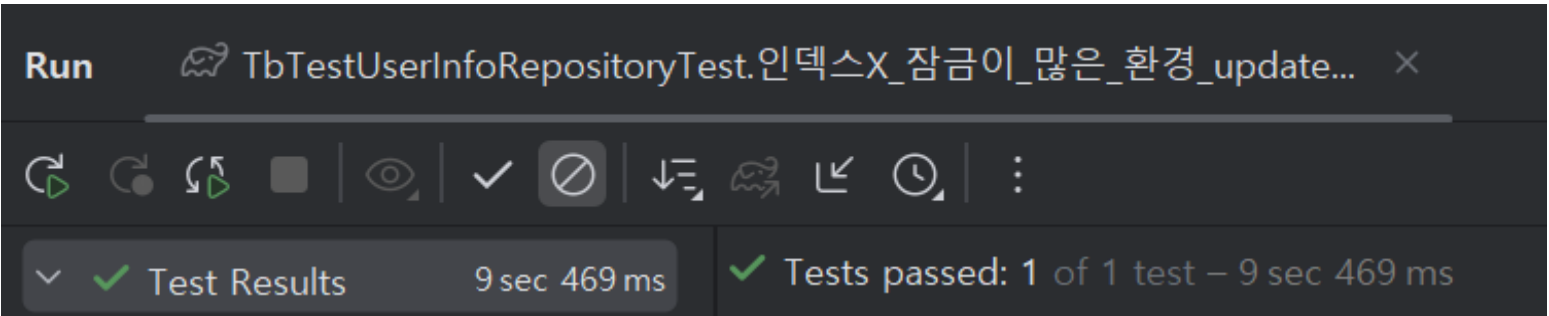 Run TbTestUserInfoRepositoryTest.인덱스X_잠금이_많은_환경_update...
Test Results 9 sec 469 ms Tests passed: 1 of 1 test – 9 sec 469 ms